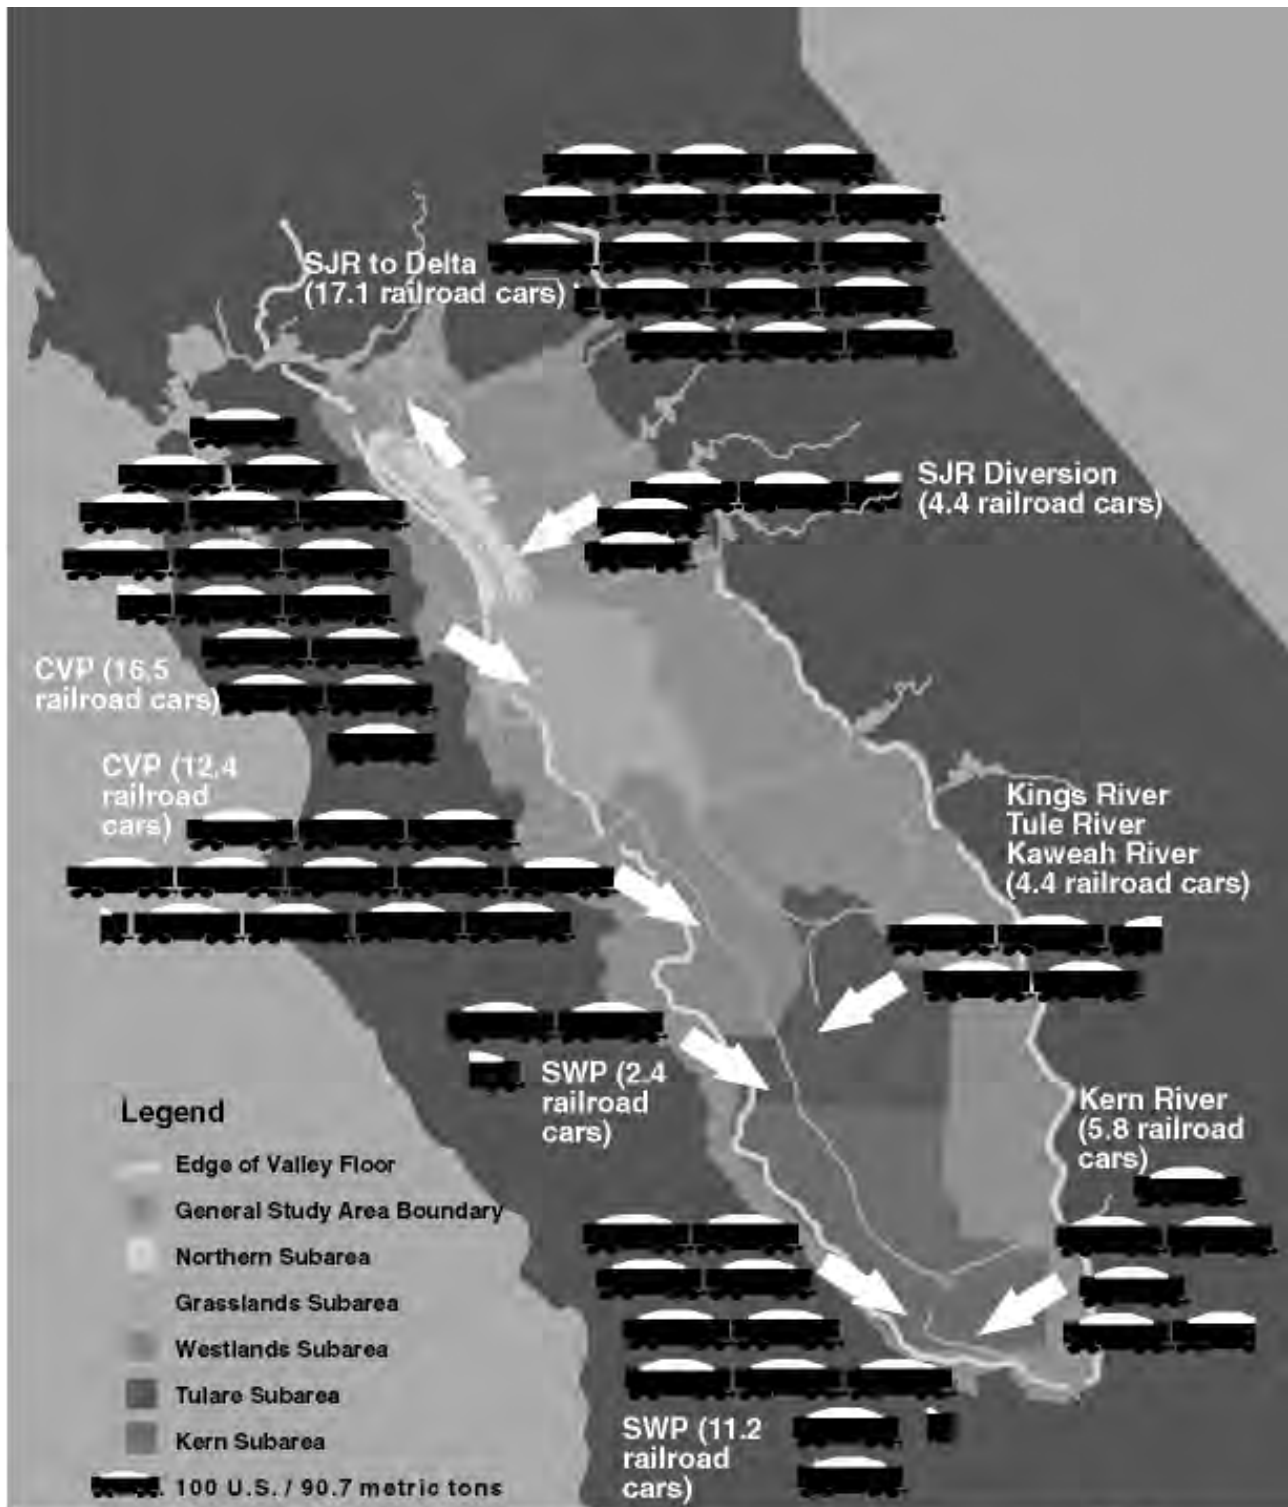 SJR to Delta
(17.1 railroad cars)
SJR Diversion
(4.4 railroad cars)
CVP (16.5
railroad cars)
CVP (12.4
railroad
cars)
Kings River
Tule River
Kaweah River
(4.4 railroad cars)
SWP (2.4
railroad
cars)
Kern River
(5.8 railroad
cars)
SWP (11.2
railroad
cars)
Legend
Edge of Valley Floor
General Study Area Boundary
Northern Subarea
Grasslands Subarea
Westlands Subarea
Tulare Subarea
Kern Subarea
100 U.S. / 90.7 metric tons